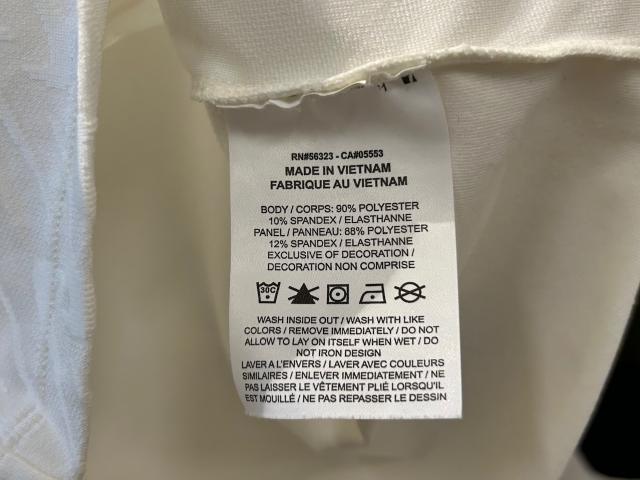 RN#56323 - CA#05553
MADE IN VIETNAM
FABRIQUE AU VIETNAM
BODY / CORPS: 90% POLYESTER
10% SPANDEX / ELASTHANNE
PANEL / PANNEAU: 88% POLYESTER
12% SPANDEX / ELASTHANNE
EXCLUSIVE OF DECORATION /
DECORATION NON COMPRISE
30C
WASH INSIDE OUT / WASH WITH LIKE
COLORS / REMOVE IMMEDIATELY / DO NOT
ALLOW TO LAY ON ITSELF WHEN WET / DO
NOT IRON DESIGN
LAVER A L'ENVERS / LAVER AVEC COULEURS
SIMILAIRES / ENLEVER IMMEDIATEMENT / NE
PAS LAISSER LE VÊTEMENT PLIÉ LORSQU'IL
EST MOUILLÉ / NE PAS REPASSER LE DESSIN